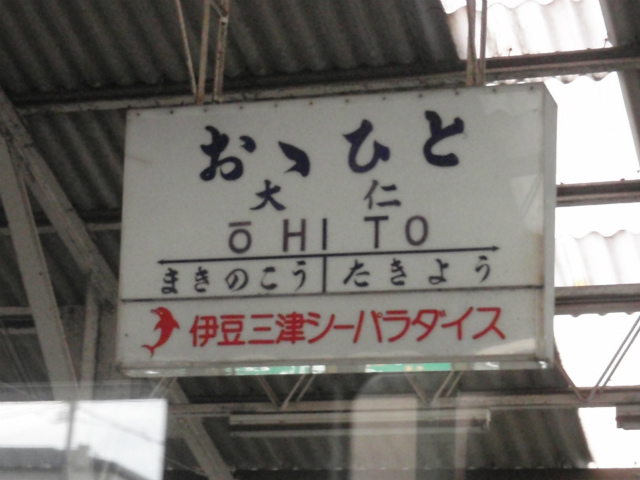 おゝひと
大仁
ōHITO
まきのこう たきょう
伊豆三津シーパラダイス